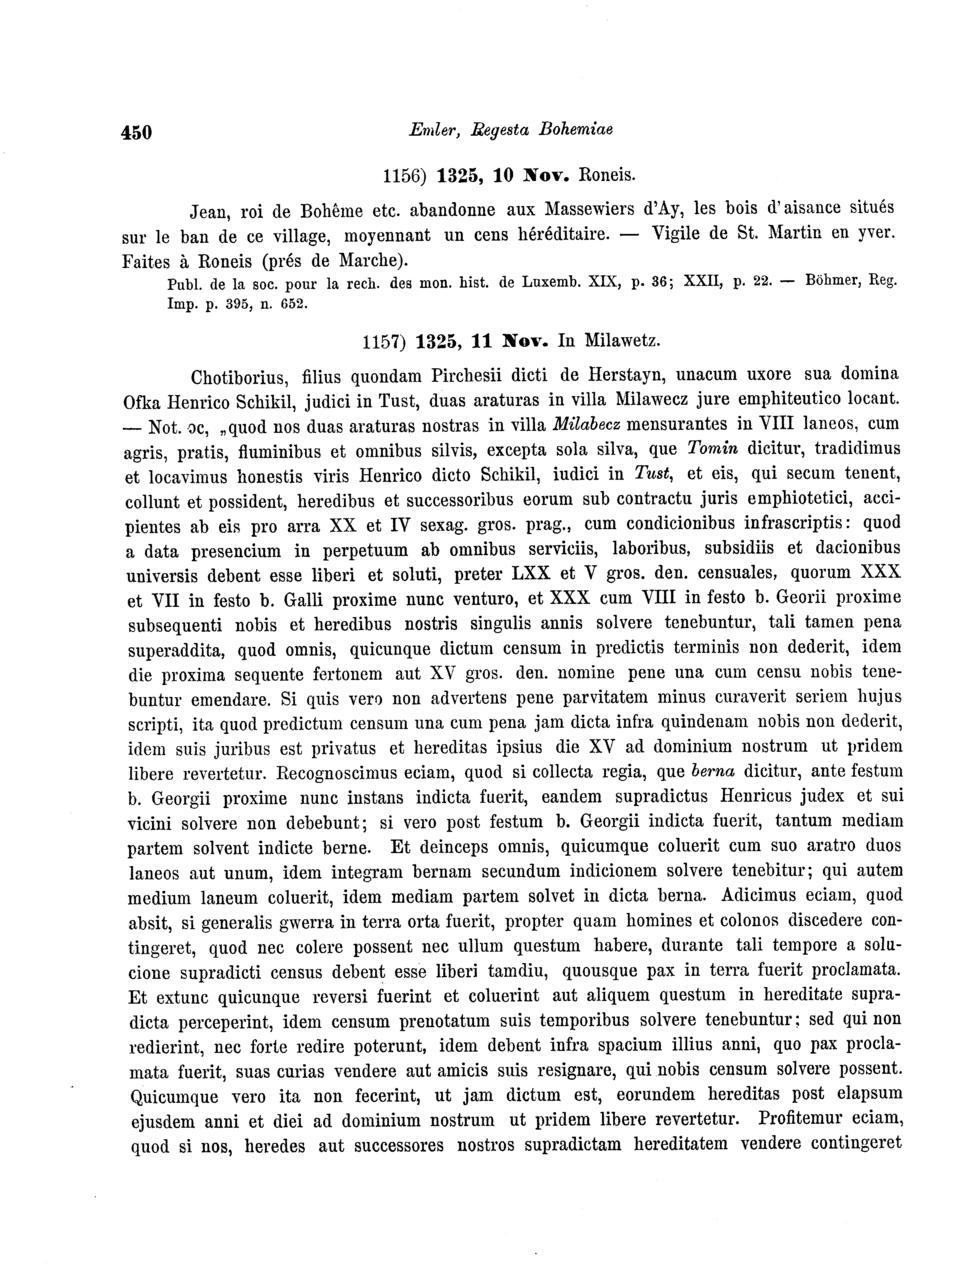 450 Emler, Regesta Bohemiae
1156) 1325, 10 Nov. Roneis.
Jean, roi de Bohême etc. abandonne aux Massewiers d'Ay, les bois d'aisance situés
sur le ban de ce village, moyennant un cens héréditaire. — Vigile de St. Martin en yver.
Faites à Roneis (prés de Marche).
Publ. de la soc. pour la rech. des mon. hist. de Luxemb. XIX, p. 36; XXII, p. 22. — Böhmer, Reg.
Imp. p. 395, n. 652.
1157) 1325, 11 Nov. In Milawetz.
Chotiborius, filius quondam Pirchesii dicti de Herstayn, unacum uxore sua domina
Ofka Henrico Schikil, judici in Tust, duas araturas in villa Milawecz jure emphiteutico locant.
— Not. oc, „quod nos duas araturas nostras in villa Milabecz mensurantes in VIII laneos, cum
agris, pratis, fluminibus et omnibus silvis, excepta sola silva, que Tomin dicitur, tradidimus
et locavimus honestis viris Henrico dicto Schikil, iudici in Tust, et eis, qui secum tenent,
collunt et possident, heredibus et successoribus eorum sub contractu juris emphiotetici, acci-
pientes ab eis pro arra XX et IV sexag. gros. prag., cum condicionibus infrascriptis: quod
a data presencium in perpetuum ab omnibus serviciis, laboribus, subsidiis et dacionibus
universis debent esse liberi et soluti, preter LXX et V gros. den. censuales, quorum XXX
et VII in festo b. Galli proxime nunc venturo, et XXX cum VIII in festo b. Georii proxime
subsequenti nobis et heredibus nostris singulis annis solvere tenebuntur, tali tamen pena
superaddita, quod omnis, quicunque dictum censum in predictis terminis non dederit, idem
die proxima sequente fertonem aut XV gros. den. nomine pene una cum censu nobis tene-
buntur emendare. Si quis vero non advertens pene parvitatem minus curaverit seriem hujus
scripti, ita quod predictum censum una cum pena jam dicta infra quindenam nobis non dederit,
idem suis juribus est privatus et hereditas ipsius die XV ad dominium nostrum ut pridem
libere revertetur. Recognoscimus eciam, quod si collecta regia, que berna dicitur, ante festum
b. Georgii proxime nunc instans indicta fuerit, eandem supradictus Henricus judex et sui
vicini solvere non debebunt; si vero post festum b. Georgii indicta fuerit, tantum mediam
partem solvent indicte berne. Et deinceps omnis, quicumque coluerit cum suo aratro duos
laneos aut unum, idem integram bernam secundum indicionem solvere tenebitur; qui autem
medium laneum coluerit, idem mediam partem solvet in dicta berna. Adicimus eciam, quod
absit, si generalis gwerra in terra orta fuerit, propter quam homines et colonos discedere con-
tingeret, quod nec colere possent nec ullum questum habere, durante tali tempore a solu-
cione supradicti census debent esse liberi tamdiu, quousque pax in terra fuerit proclamata.
Et extunc quicunque reversi fuerint et coluerint aut aliquem questum in hereditate supra-
dicta perceperint, idem censum prenotatum suis temporibus solvere tenebuntur; sed qui non
redierint, nec forte redire poterunt, idem debent infra spacium illius anni, quo pax procla-
mata fuerit, suas curias vendere aut amicis suis resignare, qui nobis censum solvere possent.
Quicumque vero ita non fecerint, ut jam dictum est, eorundem hereditas post elapsum
ejusdem anni et diei ad dominium nostrum ut pridem libere revertetur. Profitemur eciam,
quod si nos, heredes aut successores nostros supradictam hereditatem vendere contingeret